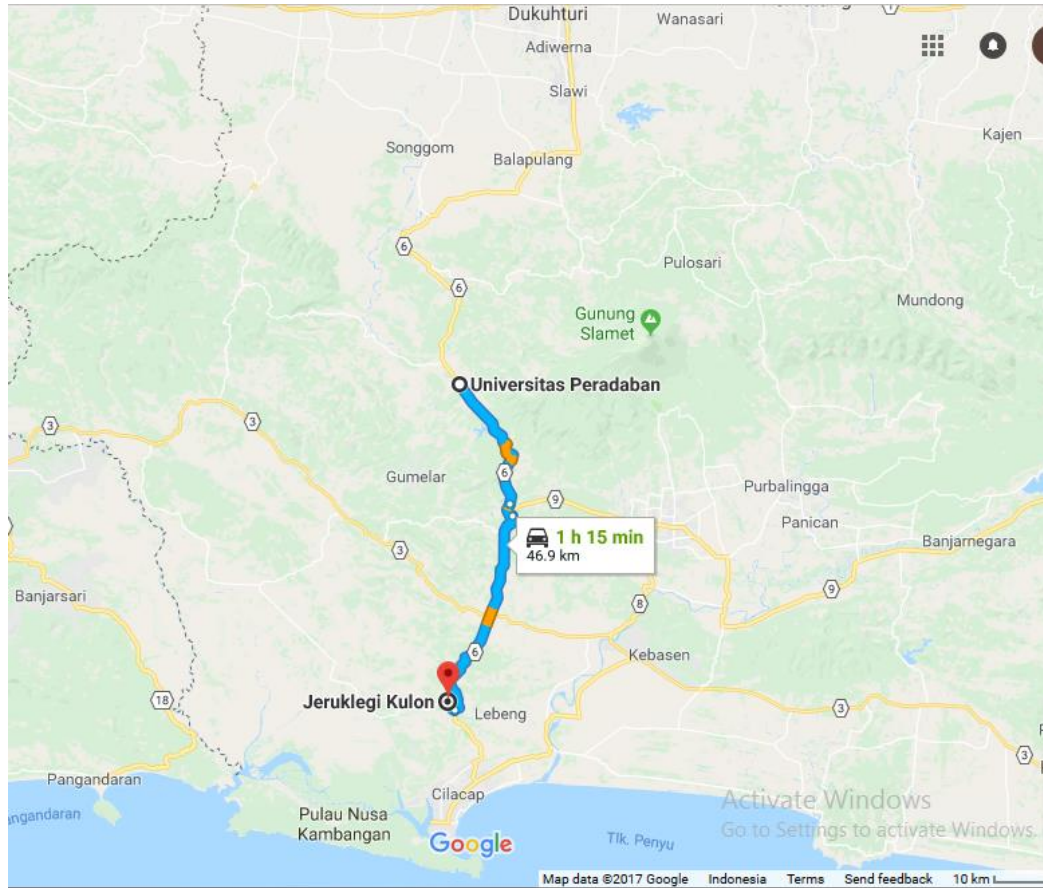 Dukuhturi
Wanasari
Adiwerna
Slawi
Kajen
Songgom
Balapulang
6
Pulosari
6
Mundong
Gunung
Slamet
Universitas Peradaban
3
3
Gumelar
6
Purbalingga
9
Panican
1 h 15 min
46.9 km
Banjarnegara
3
Banjarsari
9
8
6
Kebasen
18
Jeruklegi Kulon
Lebeng
3
3
Pangandaran
Cilacap
Pulau Nusa
Kambangan
Activate Windows
Go to Settings to activate Windows.
Tlk. Penyu
Google
Map data ©2017 Google Indonesia Terms Send feedback 10 km